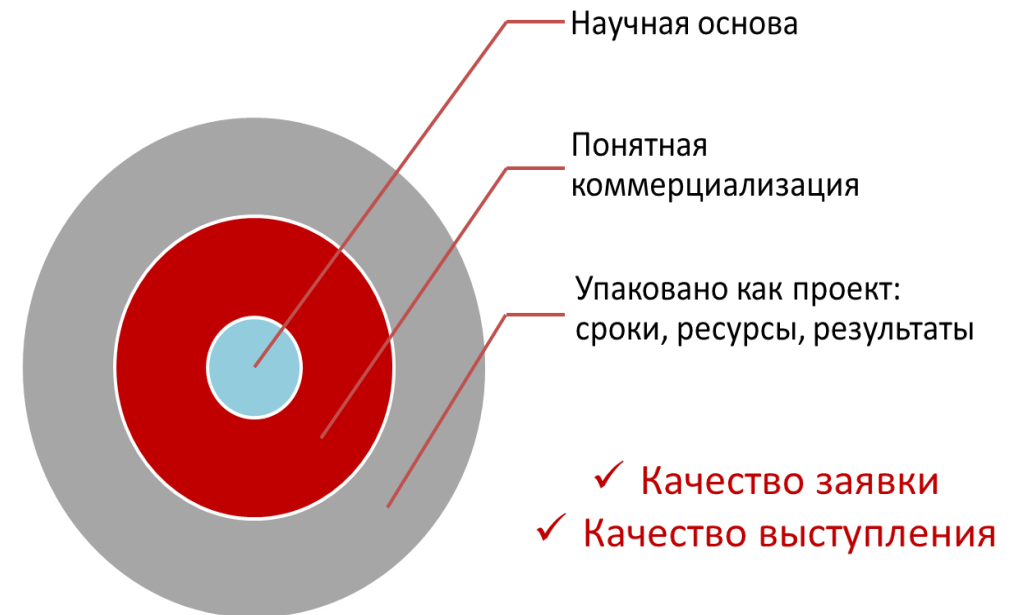 Научная основа
Понятная
коммерциализация
Упаковано как проект:
сроки, ресурсы, результаты
✓ Качество заявки
✓ Качество выступления